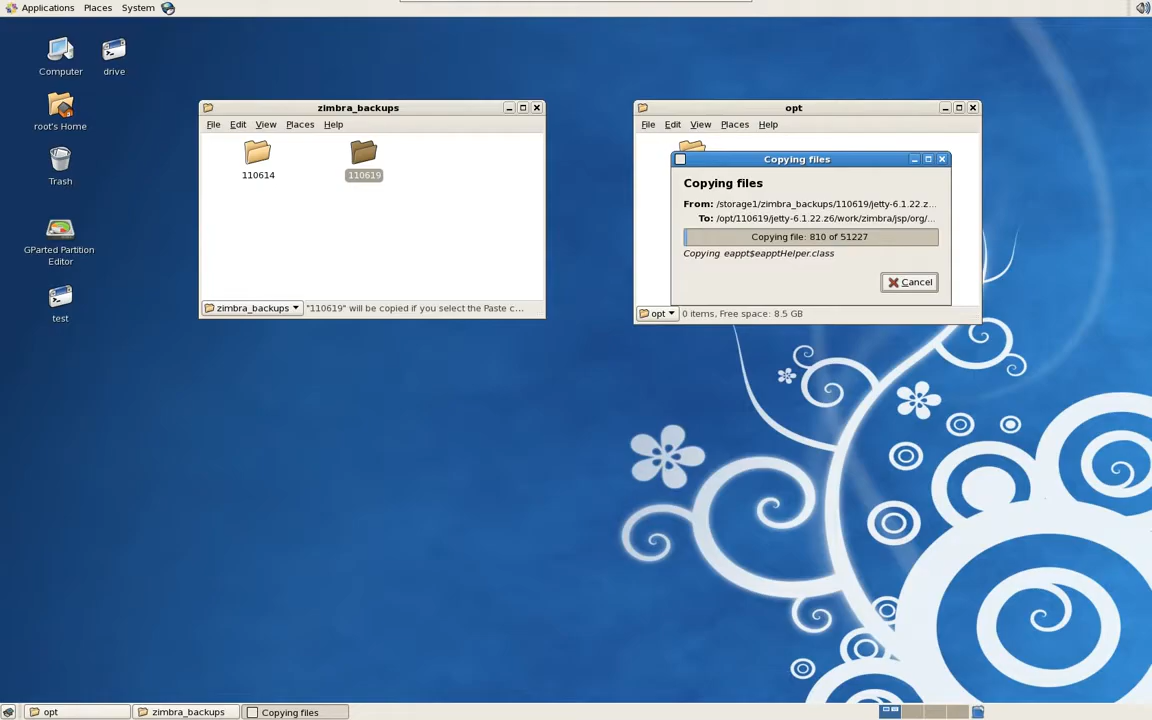 Applications Places System
Computer
drive
root's Home
Trash
GParted Partition
Editor
test
zimbra_backups
File Edit View Places Help
110614
110619
zimbra_backups "110619" will be copied if you select the Paste c...
opt
File Edit View Places Help
Copying files
Copying files
From: /storage1/zimbra_backups/110619/jetty-6.1.22.z...
To: /opt/110619/jetty-6.1.22.z6/work/zimbra/jsp/org/...
Copying file: 810 of 51227
Copying eappt$eapptHelper.class
Cancel
opt 0 items, Free space: 8.5 GB
opt zimbra_backups Copying files